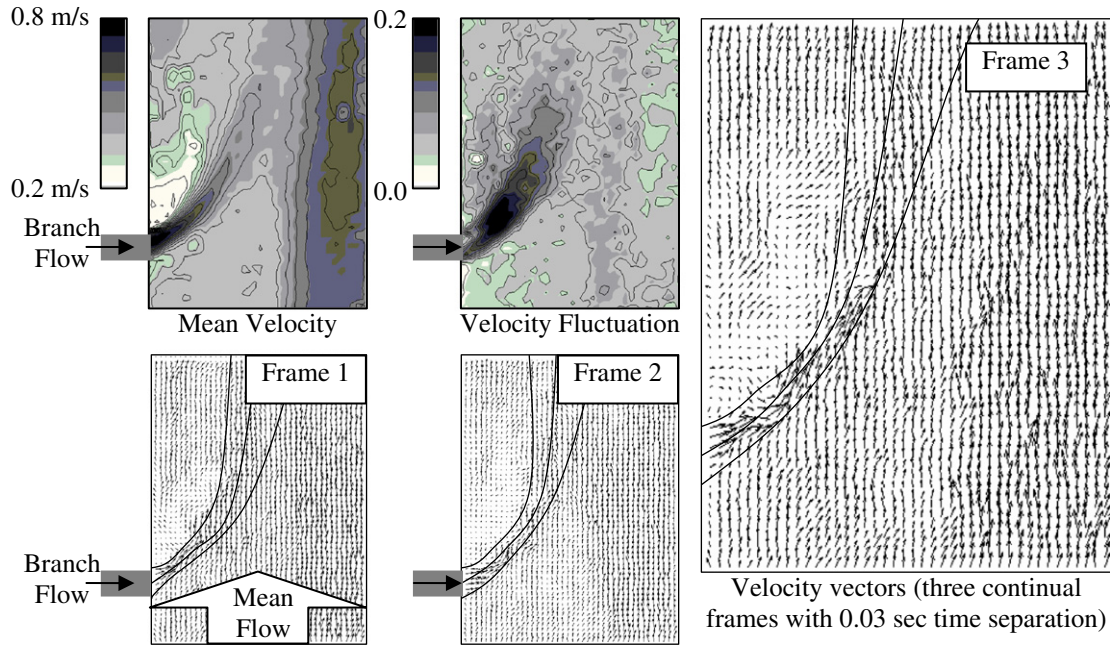 0.8 m/s
0.2 m/s
Branch
Flow
Mean Velocity
0.2
0.0
Velocity Fluctuation
Frame 3
Frame 1
Frame 2
Branch
Flow
Mean
Flow
Velocity vectors (three continual
frames with 0.03 sec time separation)